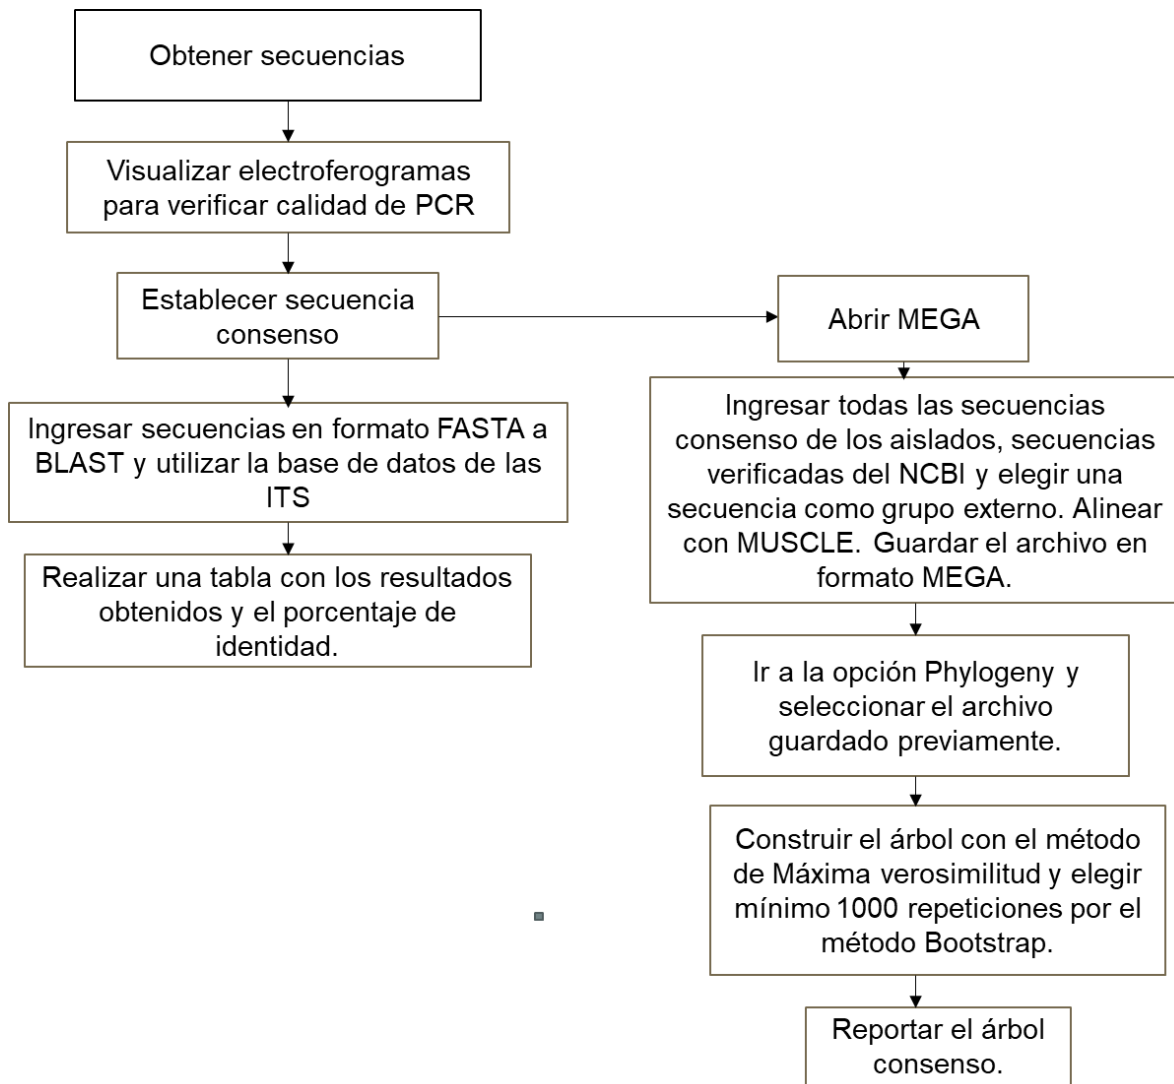 Obtener secuencias
Visualizar electroferogramas
para verificar calidad de PCR
Establecer secuencia
consenso
Ingresar secuencias en formato FASTA a
BLAST y utilizar la base de datos de las
ITS
Realizar una tabla con los resultados
obtenidos y el porcentaje de
identidad.
Abrir MEGA
Ingresar todas las secuencias
consenso de los aislados, secuencias
verificadas del NCBI y elegir una
secuencia como grupo externo. Alinear
con MUSCLE. Guardar el archivo en
formato MEGA.
Ir a la opción Phylogeny y
seleccionar el archivo
guardado previamente.
Construir el árbol con el método
de Máxima verosimilitud y elegir
mínimo 1000 repeticiones por el
método Bootstrap.
Reportar el árbol
consenso.